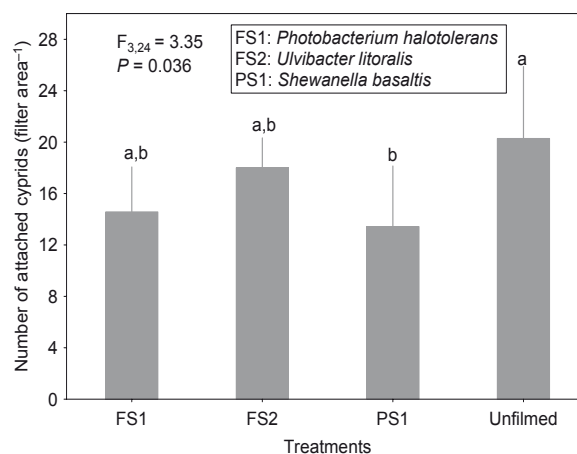 28
24
20
16
12
8
4
0
Number of attached cyprids (filter area⁻¹)
F3,24 = 3.35
P = 0.036
FS1: Photobacterium halotolerans
FS2: Ulvibacter litoralis
PS1: Shewanella basaltis
a,b
a,b
b
a
FS1
FS2
PS1
Unfilmed
Treatments